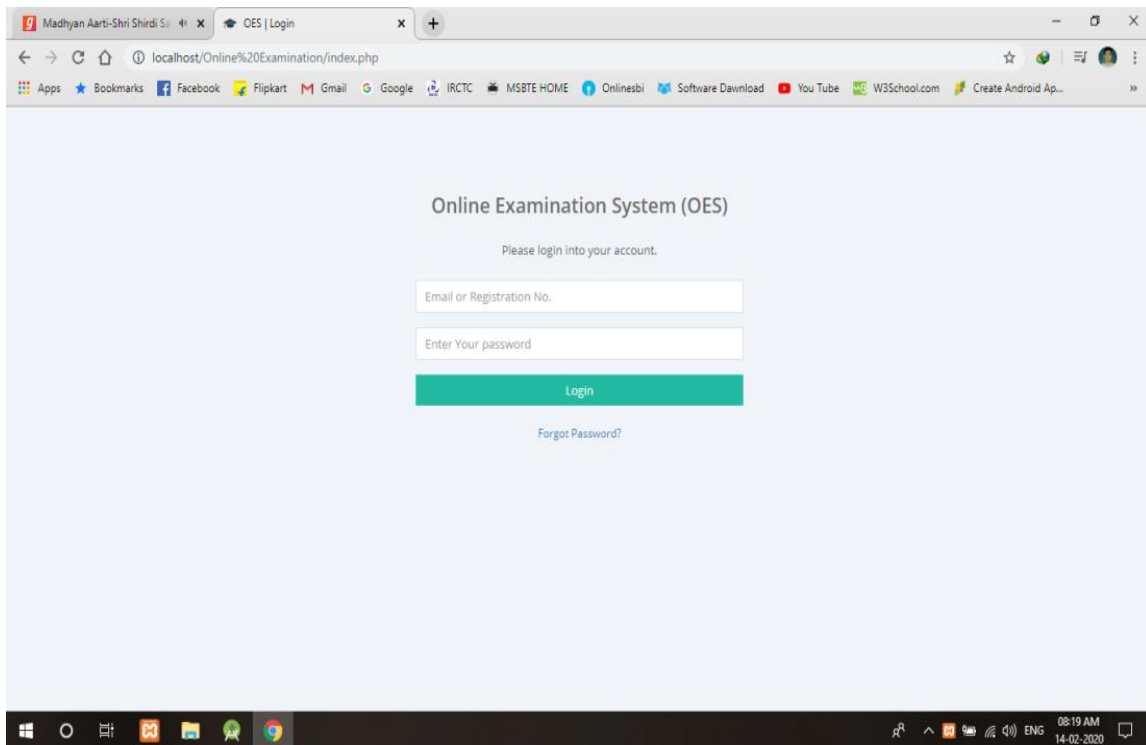 Madhyan Aarti-Shri Shirdi Sa
OES | Login
localhost/Online%20Examination/index.php
Apps Bookmarks Facebook Flipkart Gmail Google IRCTC MSBTE HOME Onlinesbi Software Dawnload You Tube W3School.com Create Android Ap... »
Online Examination System (OES)
Please login into your account.
Email or Registration No.
Enter Your password
Login
Forgot Password?
ENG
08:19 AM
14-02-2020